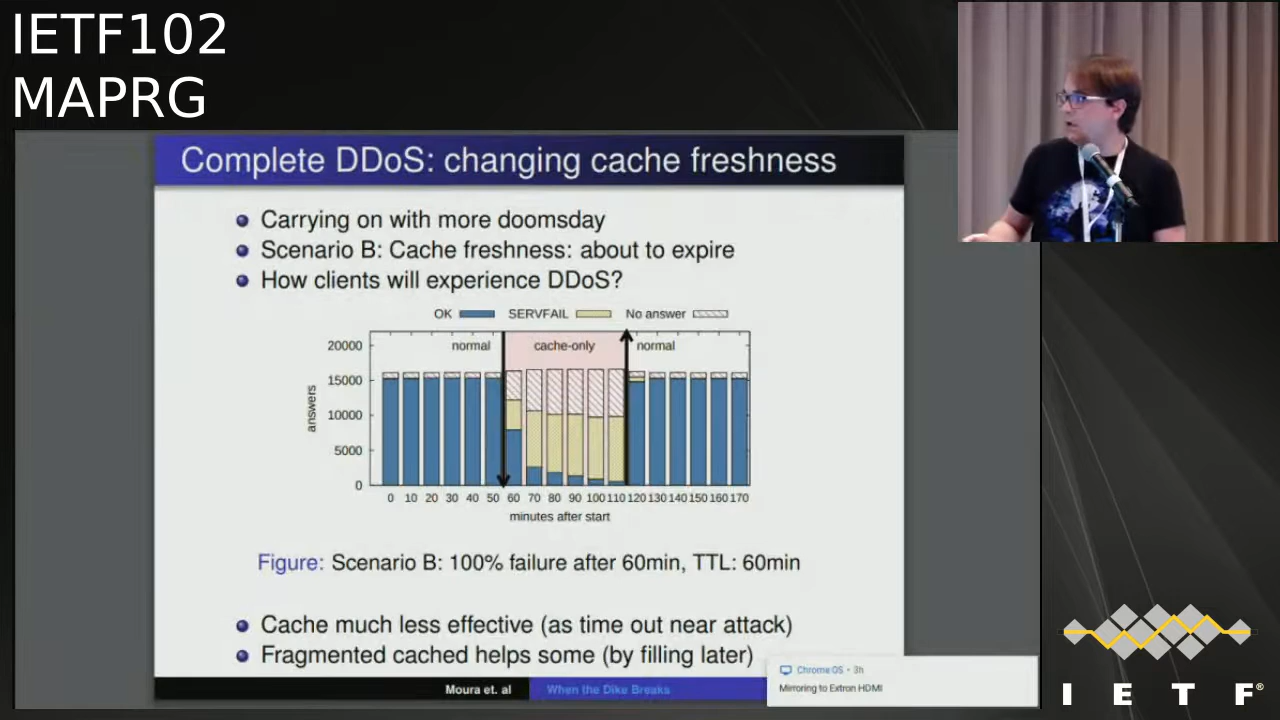 IETF102
MAPRG
Complete DDoS: changing cache freshness
Carrying on with more doomsday
Scenario B: Cache freshness: about to expire
How clients will experience DDoS?
OK SERVFAIL No answer
normal cache-only normal
20000
15000
10000
5000
0
answers
0 10 20 30 40 50 60 70 80 90 100 110 120 130 140 150 160 170
minutes after start
Figure: Scenario B: 100% failure after 60min, TTL: 60min
Cache much less effective (as time out near attack)
Fragmented cached helps some (by filling later)
Moura et. al When the Dike Breaks
Chrome OS • 3h
Mirroring to Extron HDMI
I E T F®